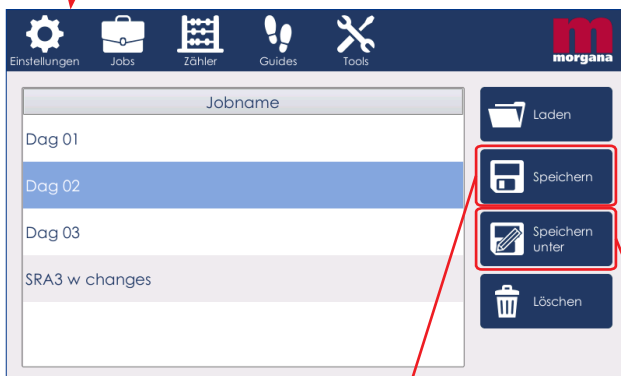 Einstellungen Jobs Zähler Guides Tools
morgana
Jobname
Dag 01
Dag 02
Dag 03
SRA3 w changes
Laden
Speichern
Speichern
unter
Löschen